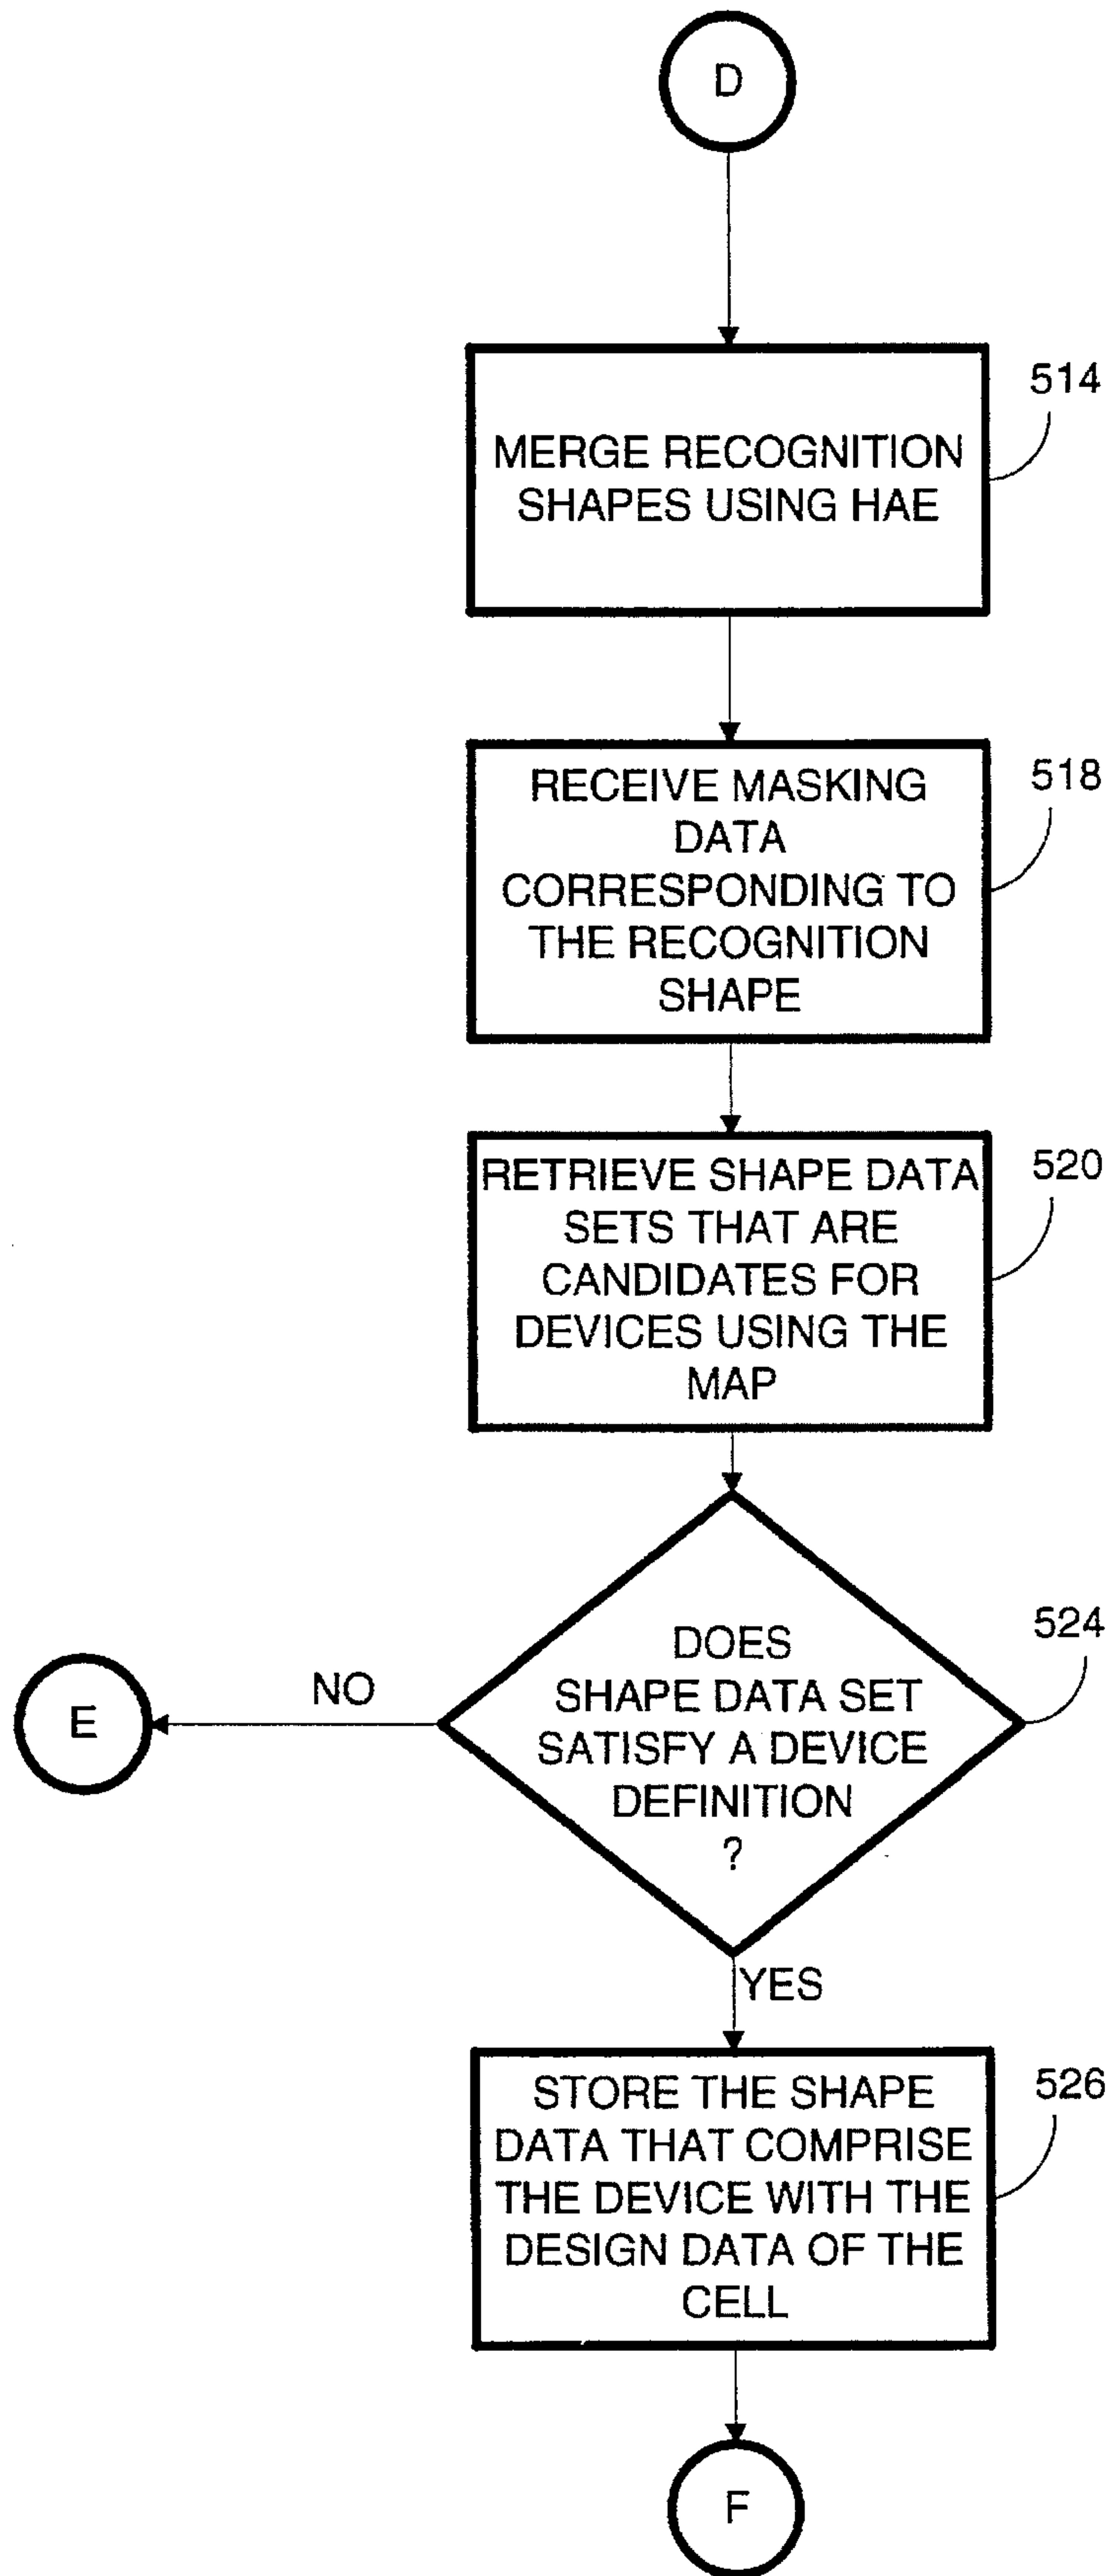 D
MERGE RECOGNITION
SHAPES USING HAE
514
RECEIVE MASKING
DATA
CORRESPONDING TO
THE RECOGNITION
SHAPE
518
RETRIEVE SHAPE DATA
SETS THAT ARE
CANDIDATES FOR
DEVICES USING THE
MAP
520
DOES
SHAPE DATA SET
SATISFY A DEVICE
DEFINITION
?
524
NO
E
YES
STORE THE SHAPE
DATA THAT COMPRISE
THE DEVICE WITH THE
DESIGN DATA OF THE
CELL
526
F